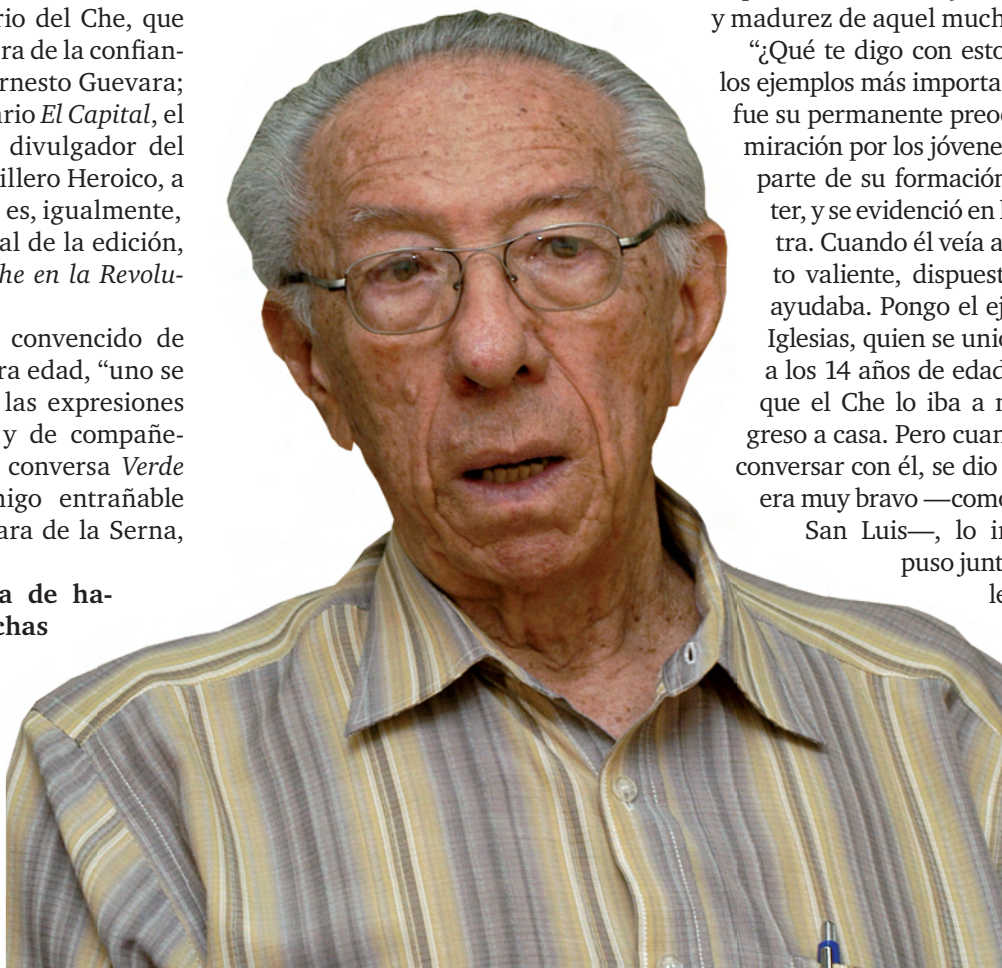 rio del Che, que
ra de la confian-
rnesto Guevara;
rio El Capital, el
divulgador del
illero Heroico, a
es, igualmente,
al de la edición,
he en la Revolu-
convencido de
ra edad, “uno se
las expresiones
y de compañe-
conversa Verde
nigo entrañable
ara de la Serna,
a de ha-
chas
y madurez de aquel much
“¿Qué te digo con esto
los ejemplos más importa
fue su permanente preoc
miración por los jóvene
parte de su formación
ter, y se evidenció en l
tra. Cuando él veía a
to valiente, dispuest
ayudaba. Pongo el ej
Iglesias, quien se unió
a los 14 años de edad
que el Che lo iba a r
greso a casa. Pero cuan
conversar con él, se dio
era muy bravo —como
San Luis—, lo in
puso junt
le